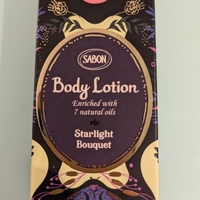 SABON
Body Lotion
Enriched with
7 natural oils
Starlight
Bouquet